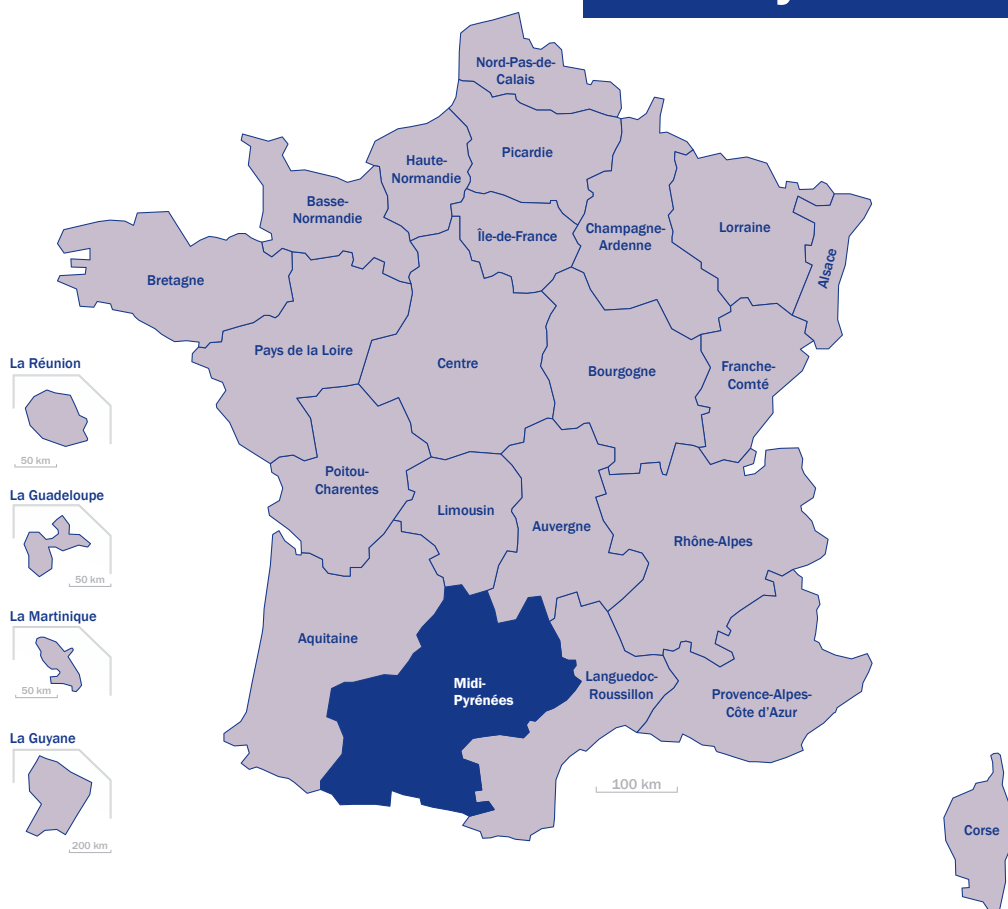 Nord-Pas-de-
Calais
Picardie
Haute-
Normandie
Basse-
Normandie
Île-de-France
Champagne-
Ardenne
Lorraine
Alsace
Bretagne
Pays de la Loire
Centre
Bourgogne
Franche-
Comté
La Réunion
50 km
Poitou-
Charentes
Limousin
Auvergne
Rhône-Alpes
La Guadeloupe
50 km
La Martinique
50 km
Aquitaine
Midi-
Pyrénées
Languedoc-
Roussillon
Provence-Alpes-
Côte d'Azur
La Guyane
200 km
100 km
Corse